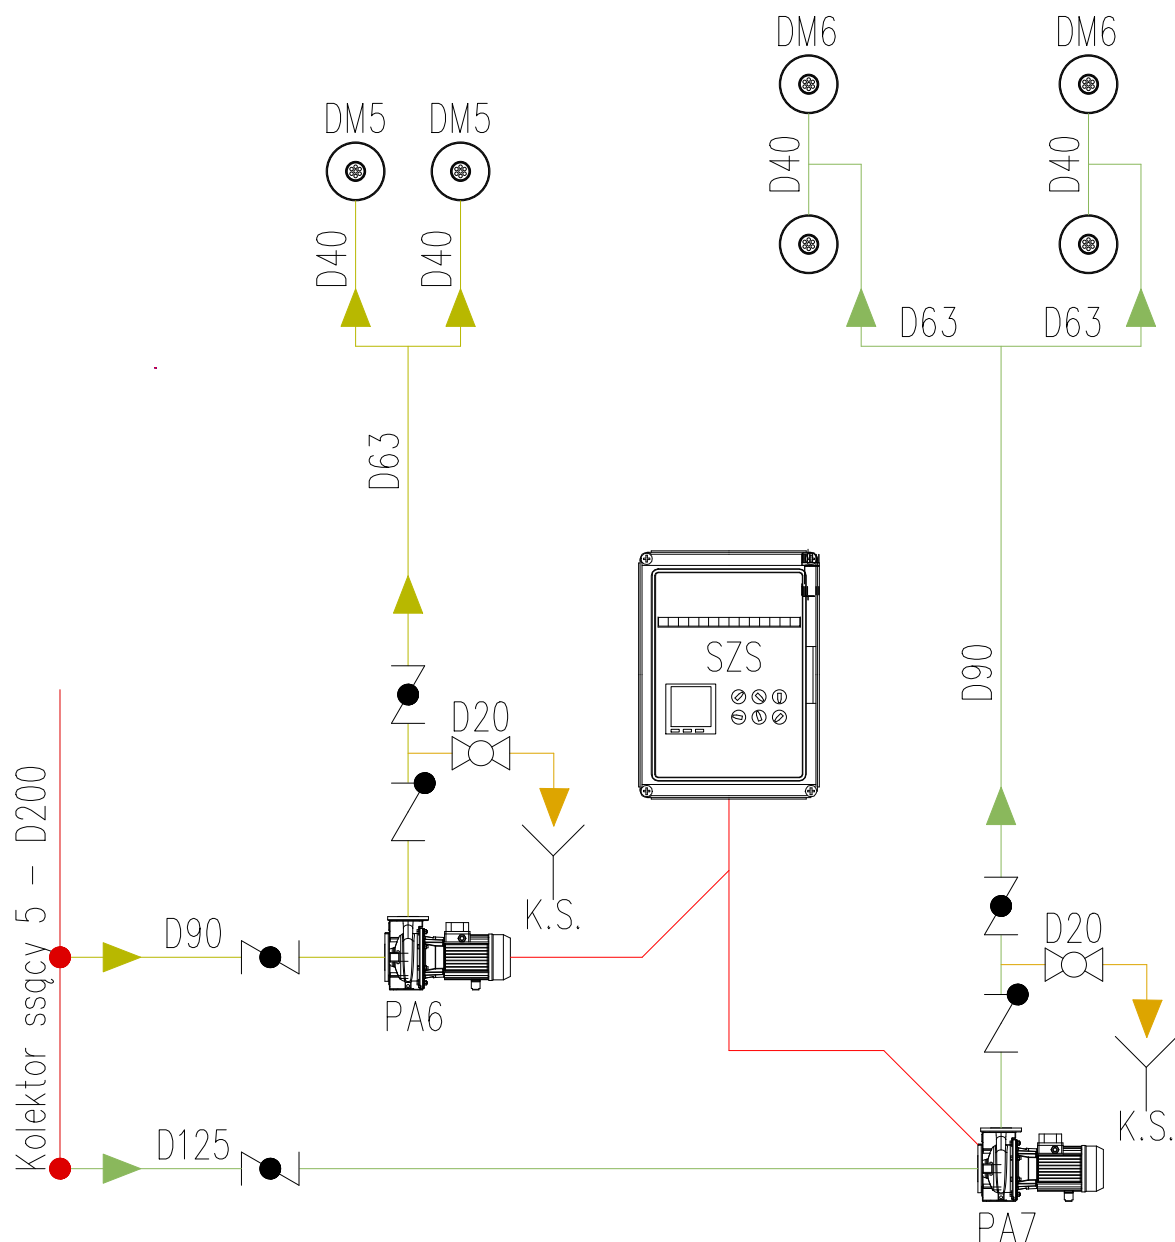 DM6 DM6
DM5 DM5
D40 D40
D40 D40
D63 D63
D63
SZS
D90
D20
Kolektor ssący 5 - D200
D90
K.S.
D20
PA6
K.S.
D125
PA7